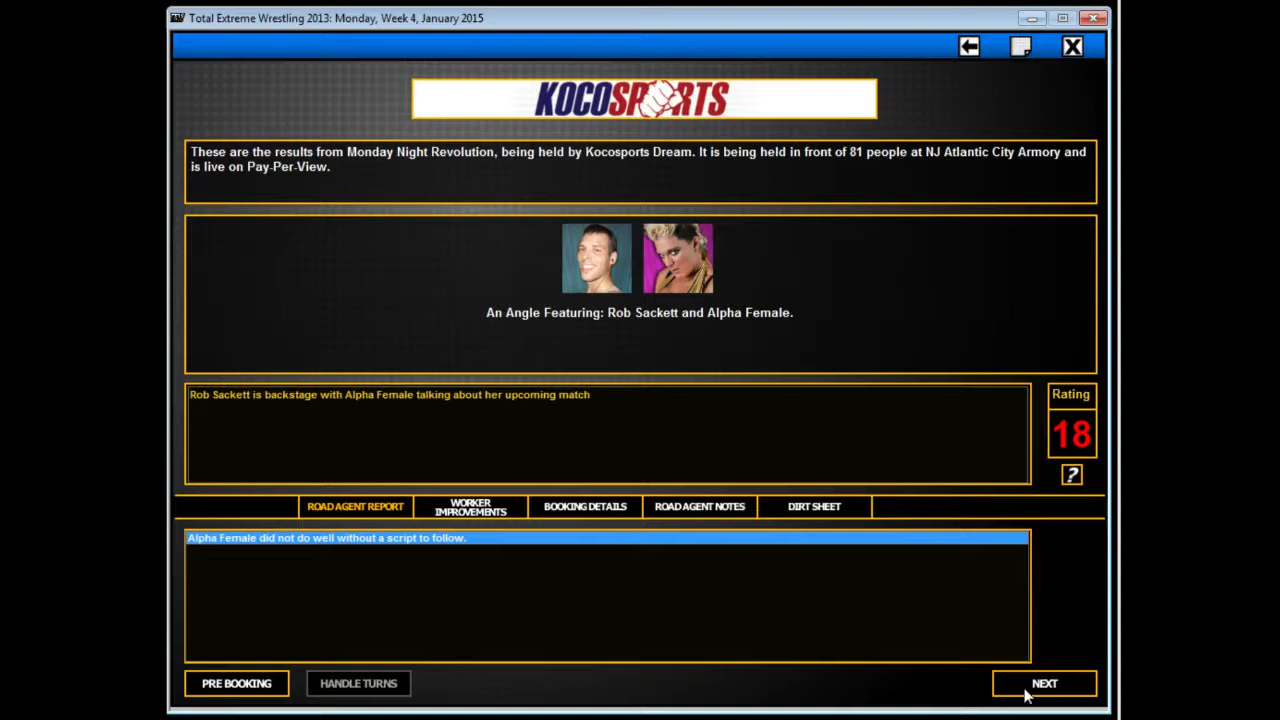 Total Extreme Wrestling 2013: Monday, Week 4, January 2015
KOCOSPORTS
These are the results from Monday Night Revolution, being held by Kocosports Dream. It is being held in front of 81 people at NJ Atlantic City Armory and
is live on Pay-Per-View.
An Angle Featuring: Rob Sackett and Alpha Female.
Rob Sackett is backstage with Alpha Female talking about her upcoming match
Rating
18
?
ROAD AGENT REPORT
WORKER
IMPROVEMENTS
BOOKING DETAILS
ROAD AGENT NOTES
DIRT SHEET
Alpha Female did not do well without a script to follow.
PRE BOOKING
HANDLE TURNS
NEXT